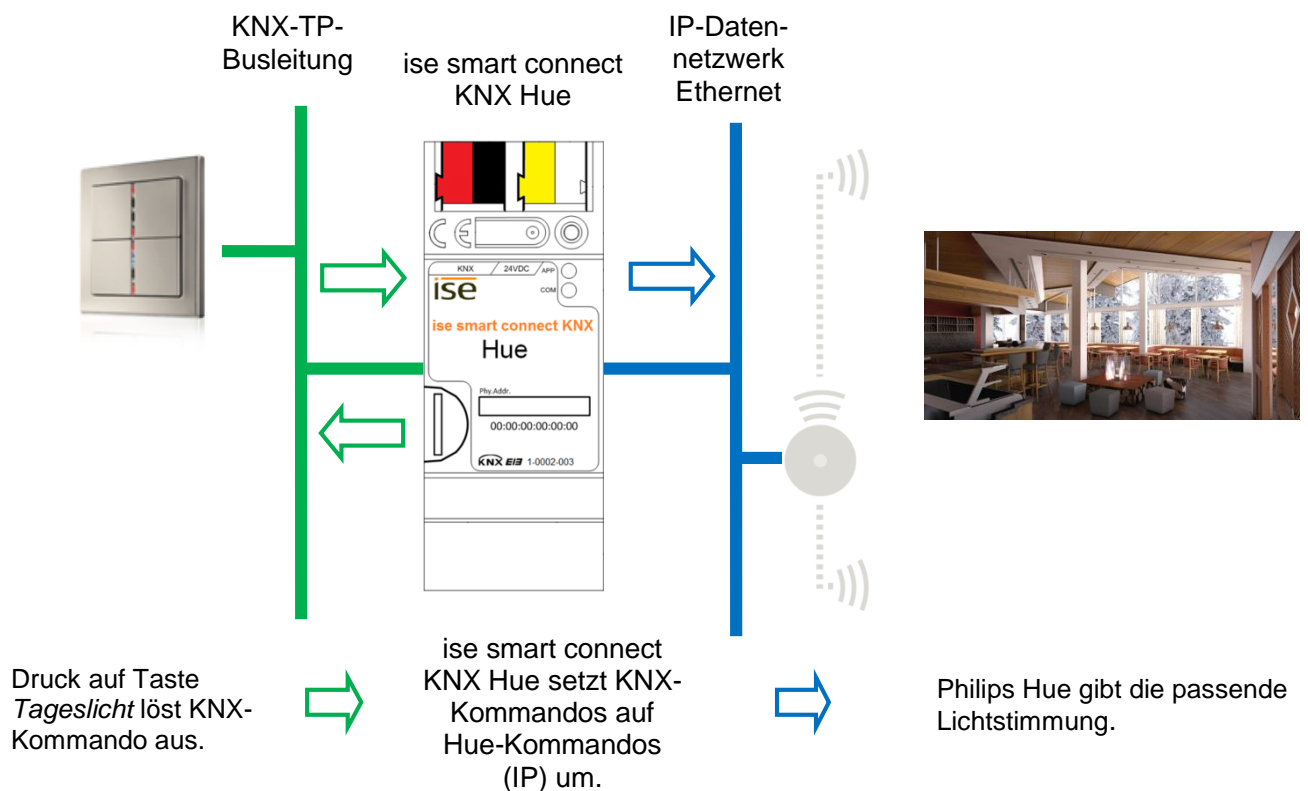 KNX-TP-
Busleitung
ise smart connect
KNX Hue
IP-Daten-
netzwerk
Ethernet
KNX
24VDC
APP
COM
ise
ise smart connect KNX
Hue
Phy.Addr.
00:00:00:00:00:00
KNX EIB 1-0002-003
Druck auf Taste
Tageslicht löst KNX-
Kommando aus.
ise smart connect
KNX Hue setzt KNX-
Kommandos auf
Hue-Kommandos
(IP) um.
Philips Hue gibt die passende
Lichtstimmung.